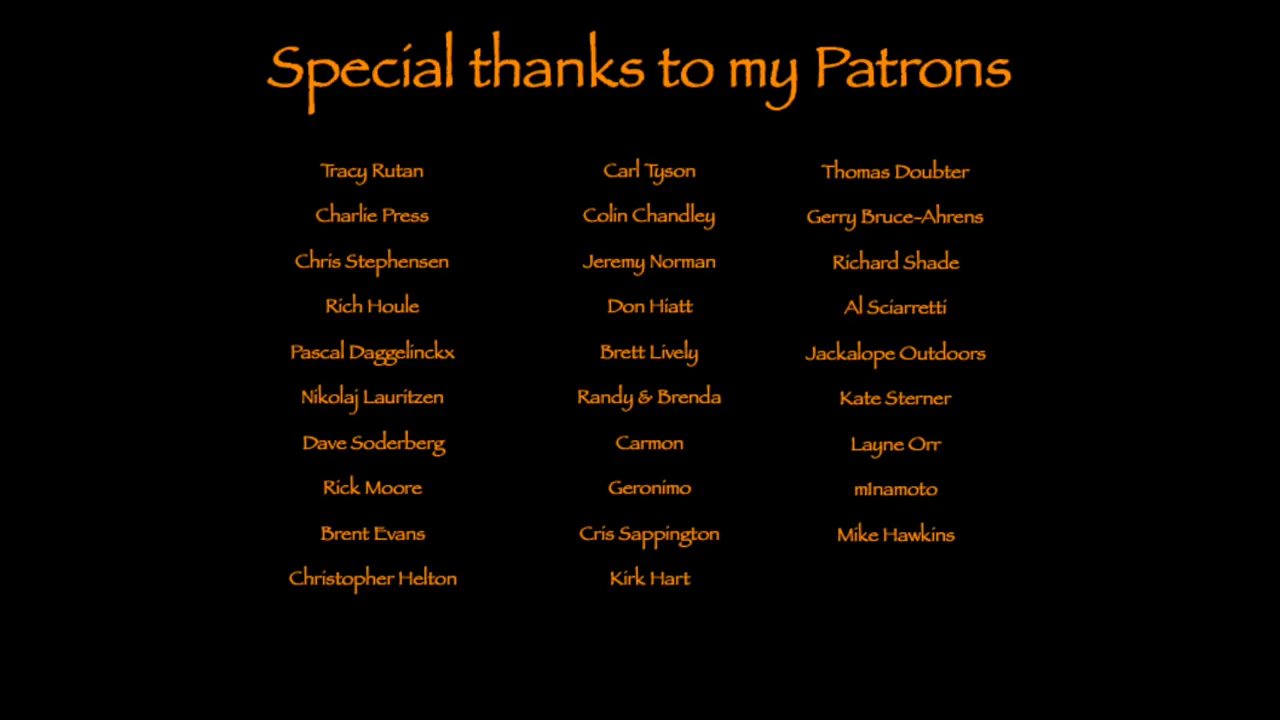 Special thanks to my Patrons
Tracy Rutan
Charlie Press
Chris Stephensen
Rich Houle
Pascal Daggelinckx
Nikolaj Lauritzen
Dave Soderberg
Rick Moore
Brent Evans
Christopher Helton
Carl Tyson
Colin Chandley
Jeremy Norman
Don Hiatt
Brett Lively
Randy & Brenda
Carmon
Geronimo
Cris Sappington
Kirk Hart
Thomas Doubter
Gerry Bruce-Ahrens
Richard Shade
Al Sciarretti
Jackalope Outdoors
Kate Sterner
Layne Orr
m1namoto
Mike Hawkins